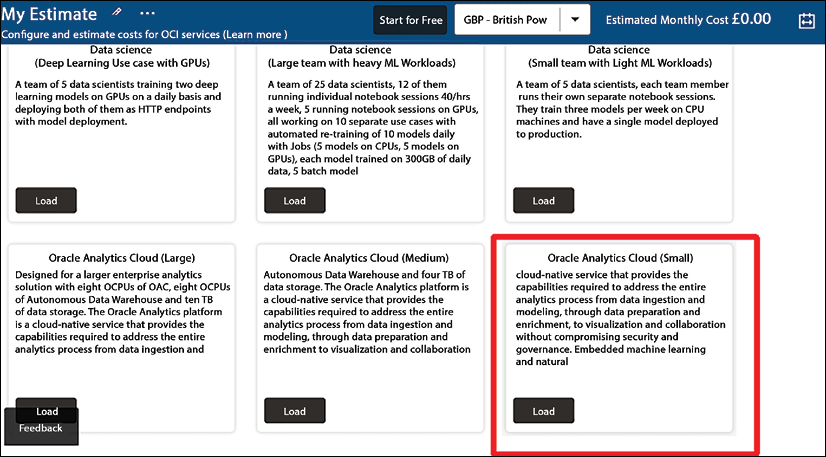 My Estimate
Configure and estimate costs for OCI services (Learn more )
Start for Free
GBP - British Pow
Estimated Monthly Cost £0.00
Data science
(Deep Learning Use case with GPUs)
A team of 5 data scientists training two deep
learning models on GPUs on a daily basis and
deploying both of them as HTTP endpoints
with model deployment.
Load
Data science
(Large team with heavy ML Workloads)
A team of 25 data scientists, 12 of them
running individual notebook sessions 40/hrs
a week, 5 running notebook sessions on GPUs,
all working on 10 separate use cases with
automated re-training of 10 models daily
with Jobs (5 models on CPUs, 5 models on
GPUs), each model trained on 300GB of daily
data, 5 batch model
Load
Data science
(Small team with Light ML Workloads)
A team of 5 data scientists, each team member
runs their own separate notebook sessions.
They train three models per week on CPU
machines and have a single model deployed
to production.
Load
Oracle Analytics Cloud (Large)
Designed for a larger enterprise analytics
solution with eight OCPUs of OAC, eight OCPUs
of Autonomous Data Warehouse and ten TB
of data storage. The Oracle Analytics platform
is a cloud-native service that provides the
capabilities required to address the entire
analytics process from data ingestion and
Load
Feedback
Oracle Analytics Cloud (Medium)
Autonomous Data Warehouse and four TB of
data storage. The Oracle Analytics platform is
a cloud-native service that provides the
capabilities required to address the entire
analytics process from data ingestion and
modeling, through data preparation and
enrichment to visualization and collaboration
Load
Oracle Analytics Cloud (Small)
cloud-native service that provides the
capabilities required to address the entire
analytics process from data ingestion and
modeling, through data preparation and
enrichment, to visualization and collaboration
without compromising security and
governance. Embedded machine learning
and natural
Load